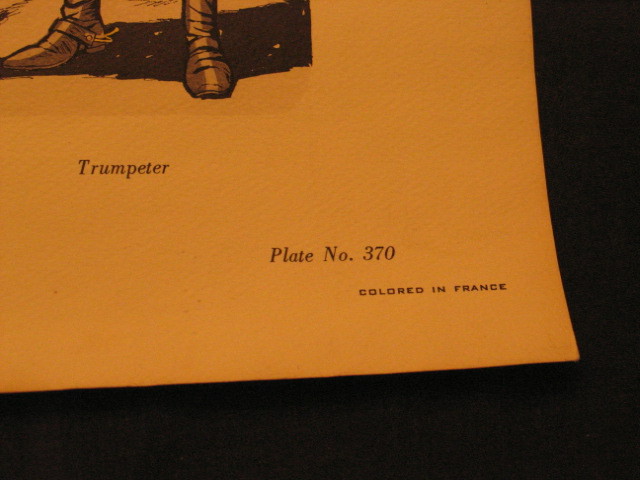 Trumpeter
Plate No. 370
COLORED IN FRANCE